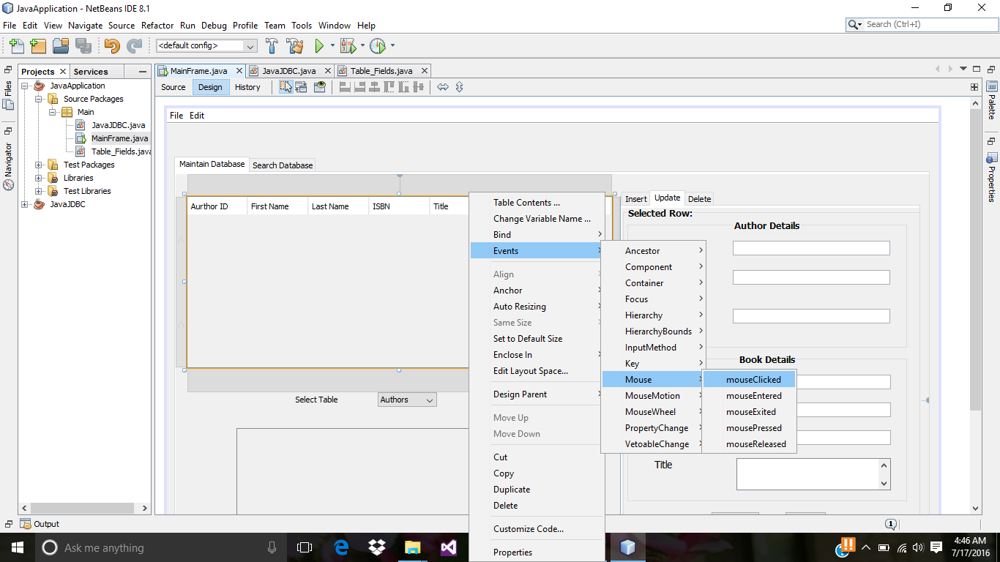 JavaApplication - NetBeans IDE 8.1
File Edit View Navigate Source Refactor Run Debug Profile Team Tools Window Help
Search (Ctrl+I)
<default config>
Projects Services
MainFrame.java JavaJDBC.java Table_Fields.java
Source Design History
Files
Navigator
Palette
Properties
JavaApplication
Source Packages
Main
JavaJDBC.java
MainFrame.java
Table_Fields.java
Test Packages
Libraries
Test Libraries
JavaJDBC
File Edit
Maintain Database Search Database
Aurthor ID First Name Last Name ISBN Title
Select Table Authors
Table Contents ...
Change Variable Name ...
Bind
Events
Align
Anchor
Auto Resizing
Same Size
Set to Default Size
Enclose In
Edit Layout Space...
Design Parent
Move Up
Move Down
Cut
Copy
Duplicate
Delete
Customize Code...
Properties
Ancestor
Component
Container
Focus
Hierarchy
HierarchyBounds
InputMethod
Key
Mouse
MouseMotion
MouseWheel
PropertyChange
VetoableChange
mouseClicked
mouseEntered
mouseExited
mousePressed
mouseReleased
Insert Update Delete
Selected Row:
Author Details
Book Details
Title
Output
1
Ask me anything
4:46 AM
7/17/2016